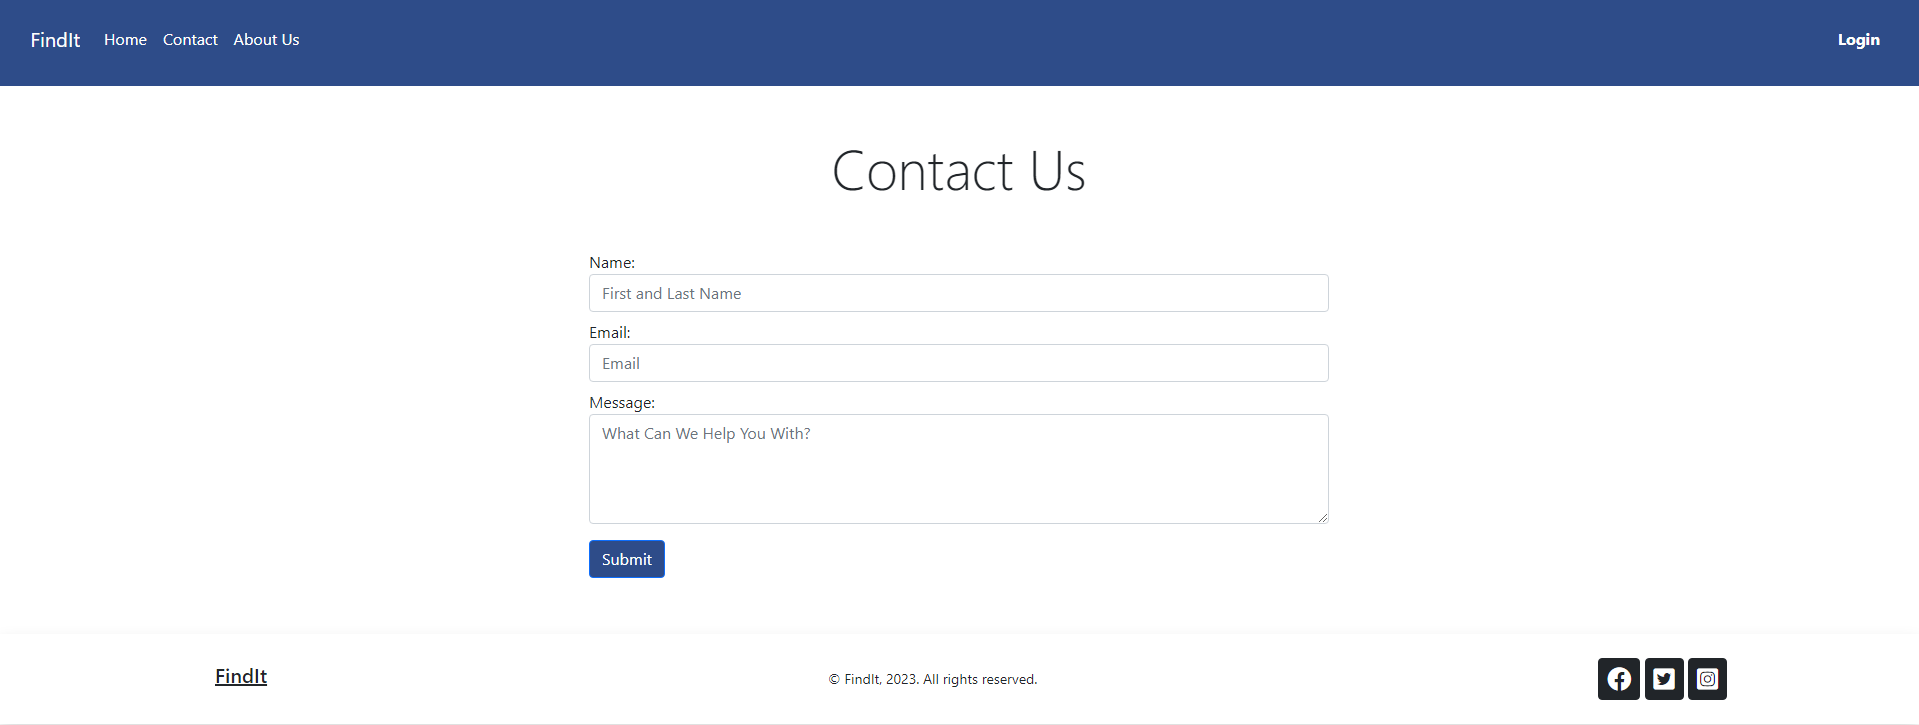 FindIt Home Contact About Us Login
Contact Us
Name:
First and Last Name
Email:
Email
Message:
What Can We Help You With?
Submit
FindIt © FindIt, 2023. All rights reserved.